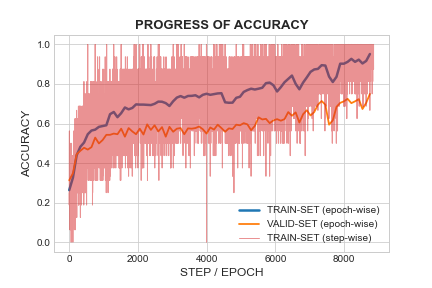 PROGRESS OF ACCURACY
1.0
0.8
0.6
0.4
0.2
0.0
ACCURACY
0
2000
4000
6000
8000
STEP / EPOCH
TRAIN-SET (epoch-wise)
VALID-SET (epoch-wise)
TRAIN-SET (step-wise)